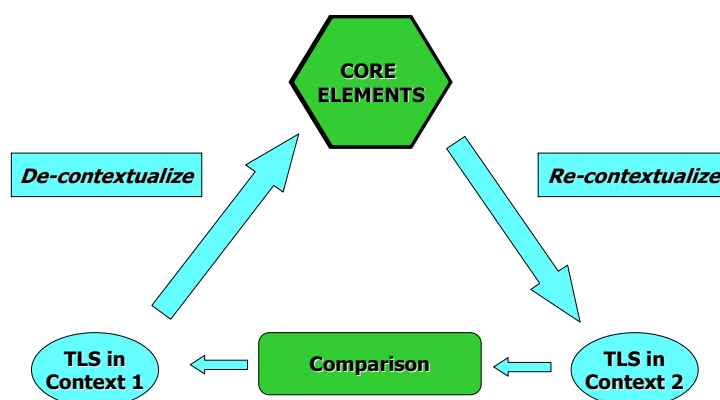 CORE
ELEMENTS
De-contextualize
Re-contextualize
TLS in
Context 1
Comparison
TLS in
Context 2